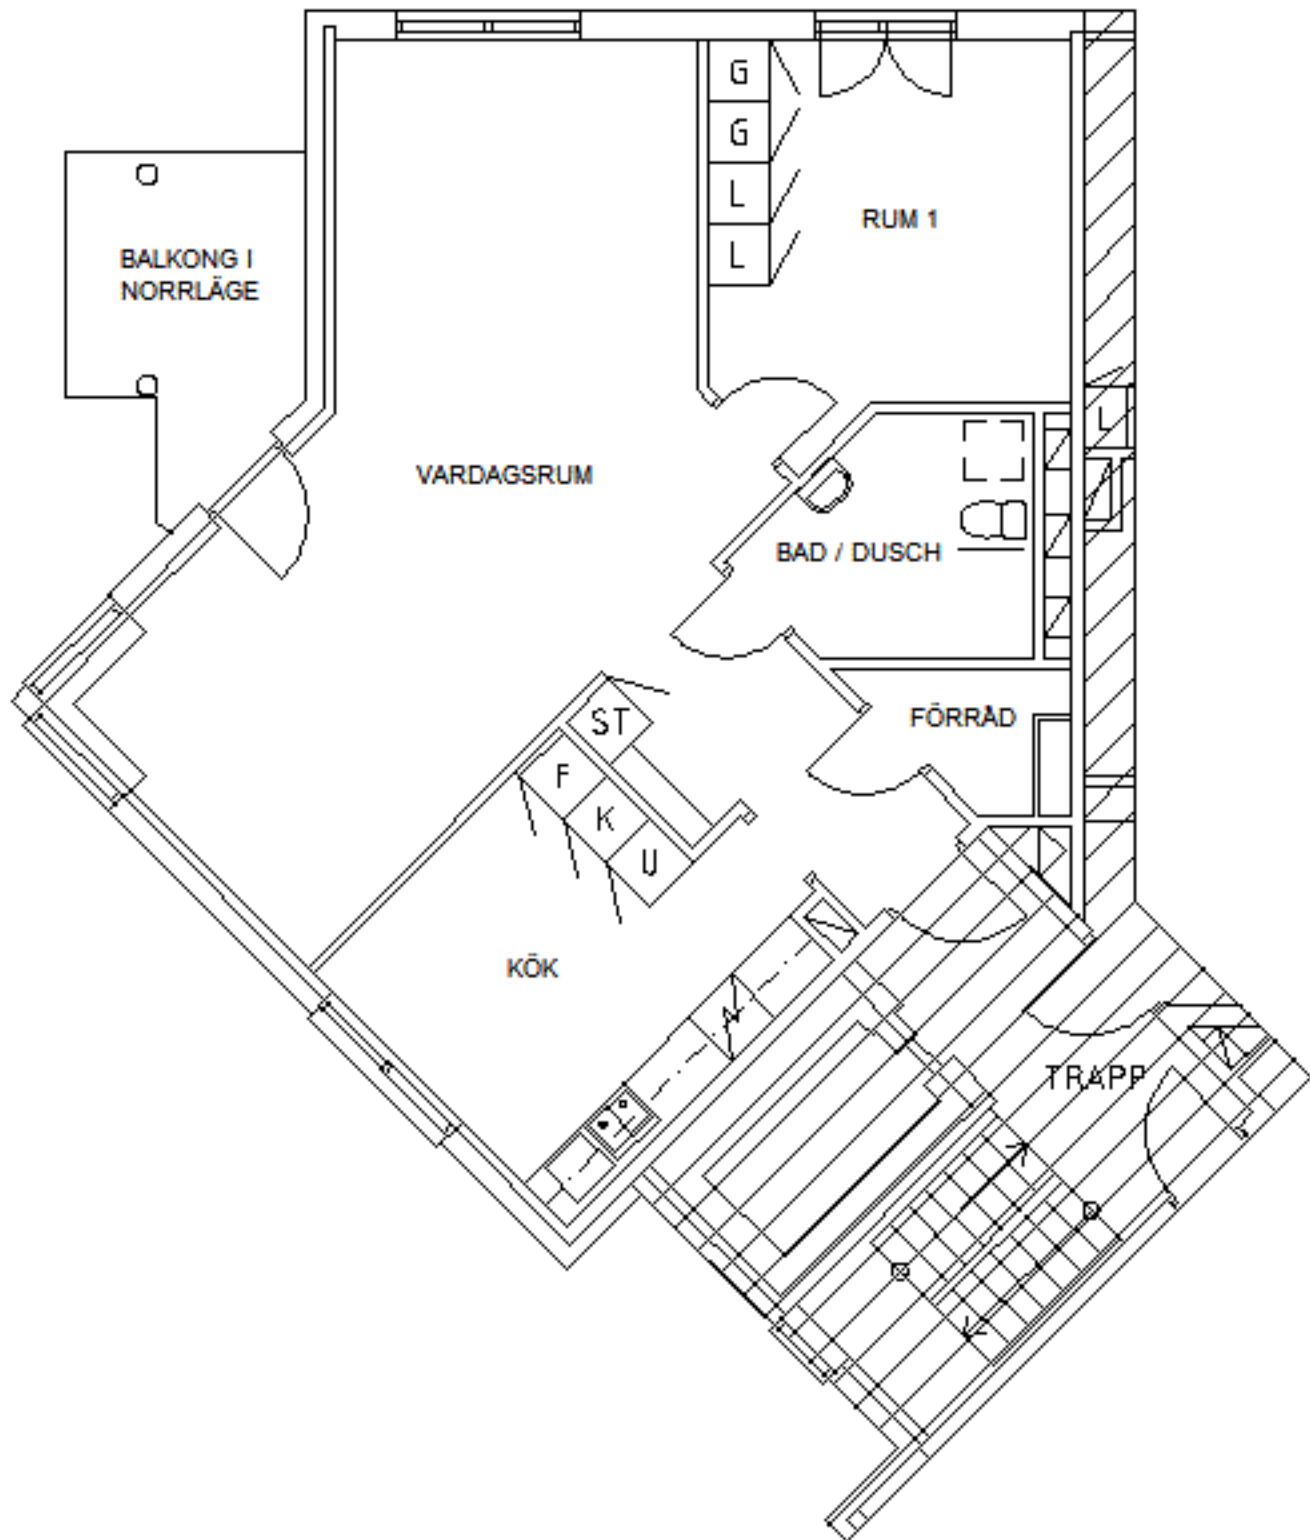 G
G
L
L
RUM 1
BALKONG I
NORRLÄGE
L
VARDAGSRUM
BAD / DUSCH
ST
FÖRRÅD
F
K
U
KÖK
TRAPP